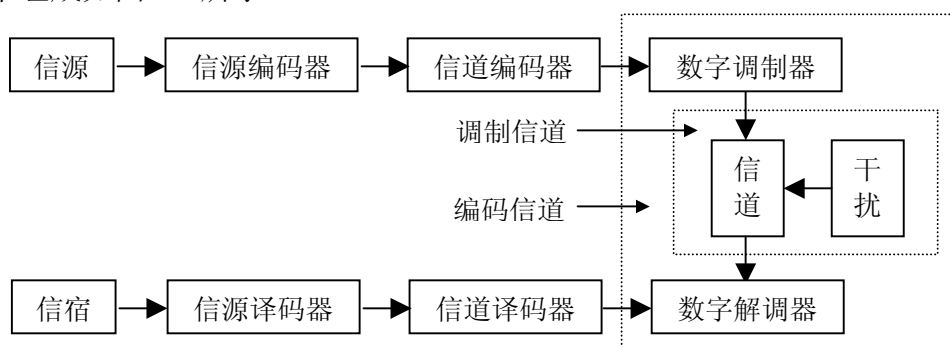 信源
信源编码器
信道编码器
数字调制器
调制信道
信
道
干
扰
编码信道
信宿
信源译码器
信道译码器
数字解调器